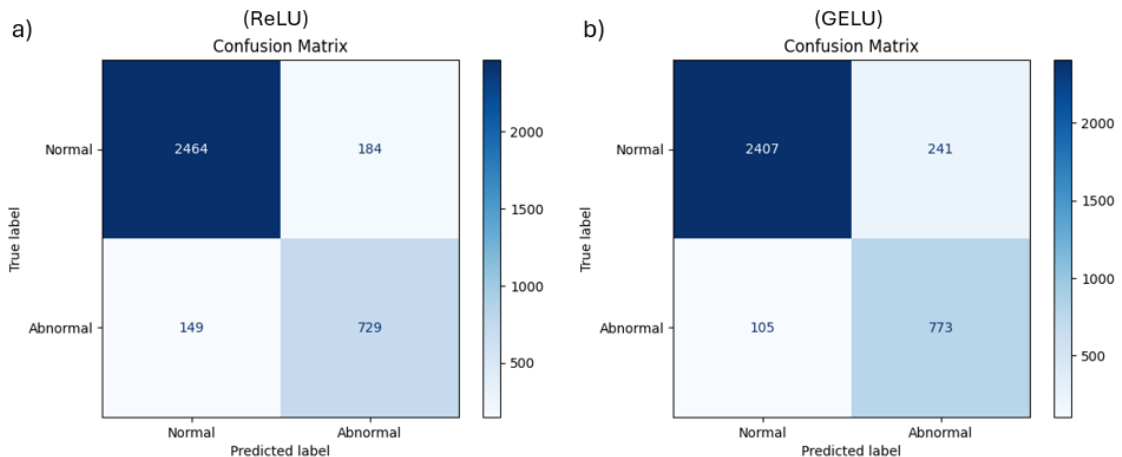 a)
(ReLU)
Confusion Matrix
Normal
2464
184
Abnormal
149
729
True label
Normal
Abnormal
Predicted label
2000
1500
1000
500
b)
(GELU)
Confusion Matrix
Normal
2407
241
Abnormal
105
773
True label
Normal
Abnormal
Predicted label
2000
1500
1000
500